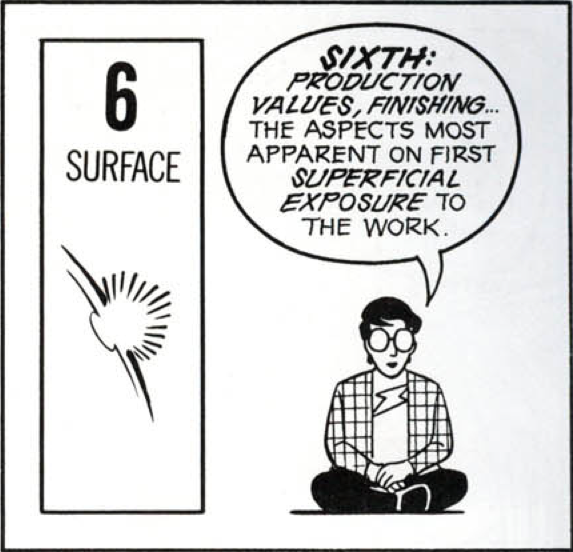 6
SURFACE
SIXTH:
PRODUCTION
VALUES, FINISHING...
THE ASPECTS MOST
APPARENT ON FIRST
SUPERFICIAL
EXPOSURE TO
THE WORK.